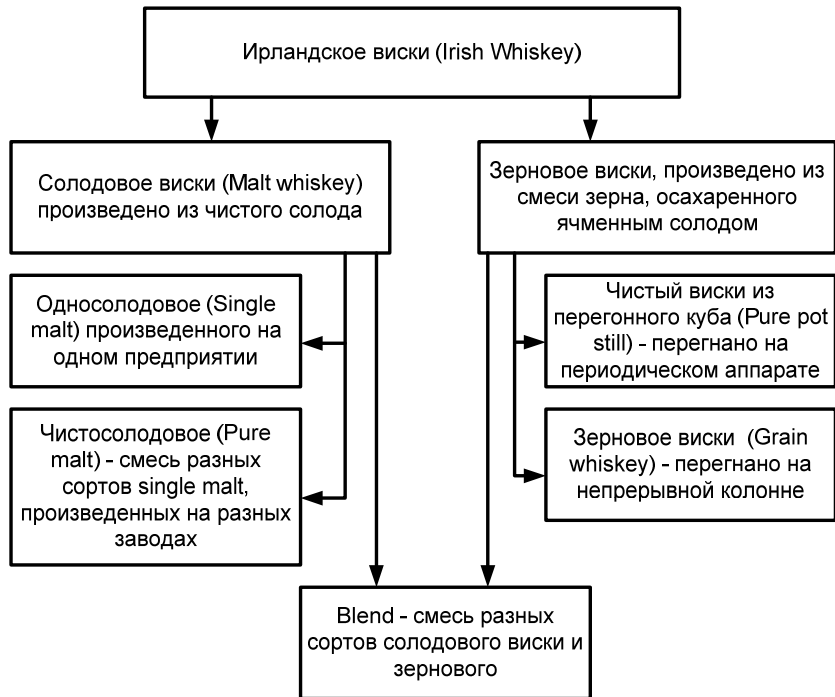 Ирландское виски (Irish Whiskey)
Солодовое виски (Malt whiskey)
произведено из чистого солода
Зерновое виски, произведено из
смеси зерна, осахаренного
ячменным солодом
Односолодовое (Single
malt) произведенного на
одном предприятии
Чистый виски из
перегонного куба (Pure pot
still) - перегнано на
периодическом аппарате
Чистосолодовое (Pure
malt) - смесь разных
сортов single malt,
произведенных на разных
заводах
Зерновое виски (Grain
whiskey) - перегнано на
непрерывной колонне
Blend - смесь разных
сортов солодового виски и
зернового